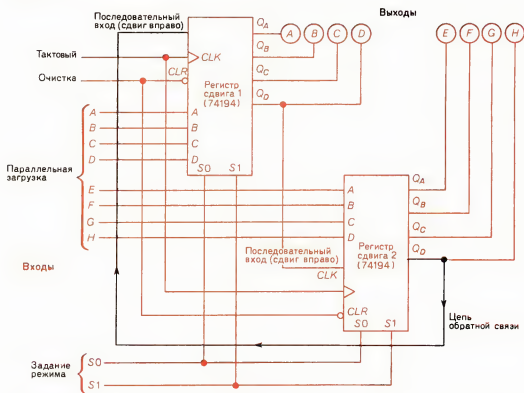 Последовательный
вход (сдвиг вправо)
Выходы
Q_A
A
B
C
D
E
F
G
H
Q_B
Тактовый
CLK
Q_C
Очистка
CLR
Регистр
сдвига 1
(74194)
Q_D
A
A
B
B
C
C
D
D
S0
S1
Параллельная
загрузка
E
A
Q_A
F
B
Q_B
G
C
Q_C
H
D
Регистр
сдвига 2
(74194)
Q_D
Последовательный
вход (сдвиг вправо)
Входы
CLK
CLR
S0
S1
Цепь
обратной связи
Задание
режима
S0
S1